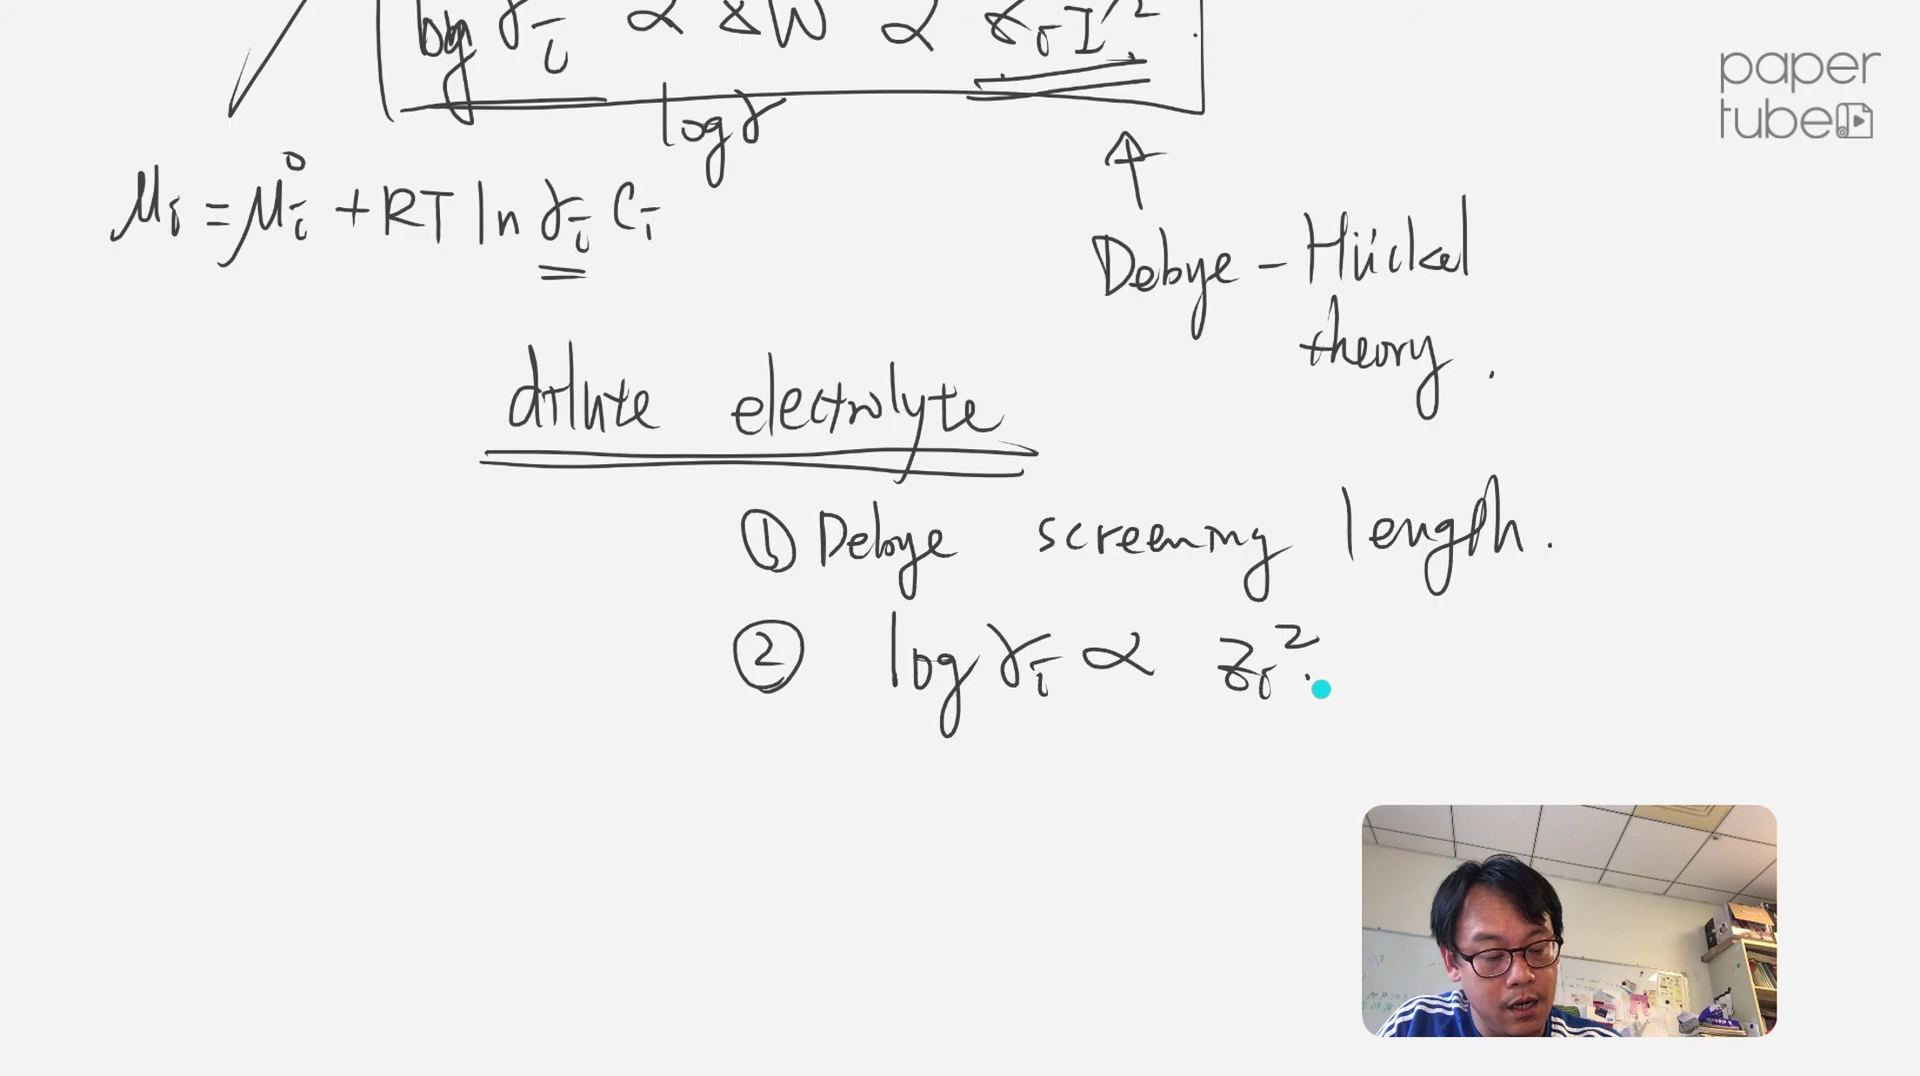 log γi ∝ ΔW ∝ zi I^1/2
log γ
μi = μi° + RT ln γi Ci
Debye - Hückel
theory.
dilute electrolyte
① Debye screening length.
② log γi ∝ zi²
paper
tube